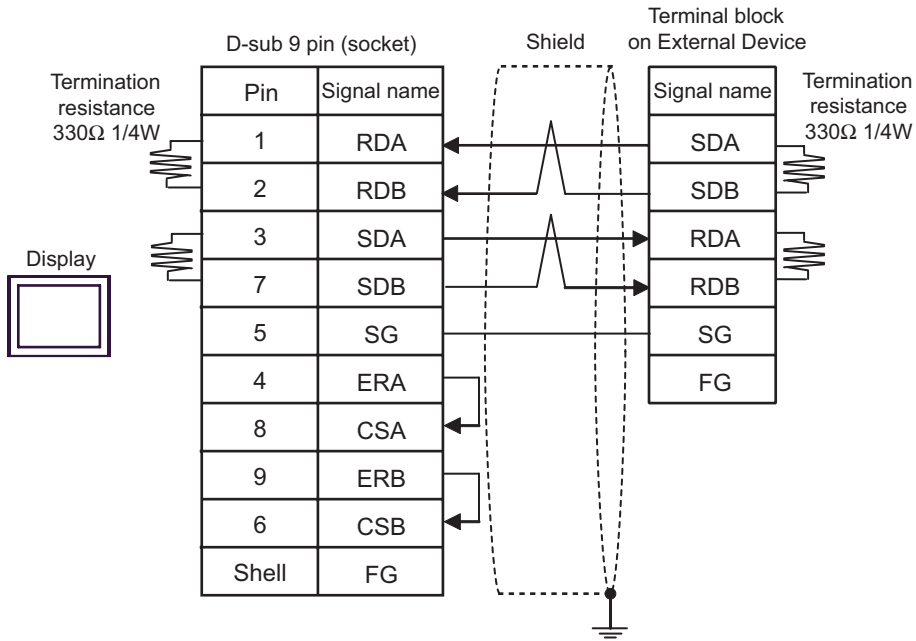 Terminal block
on External Device
D-sub 9 pin (socket)
Shield
Termination
resistance
330Ω 1/4W
Pin Signal name
1 RDA
2 RDB
3 SDA
7 SDB
5 SG
4 ERA
8 CSA
9 ERB
6 CSB
Shell FG
Signal name
SDA
SDB
RDA
RDB
SG
FG
Termination
resistance
330Ω 1/4W
Display